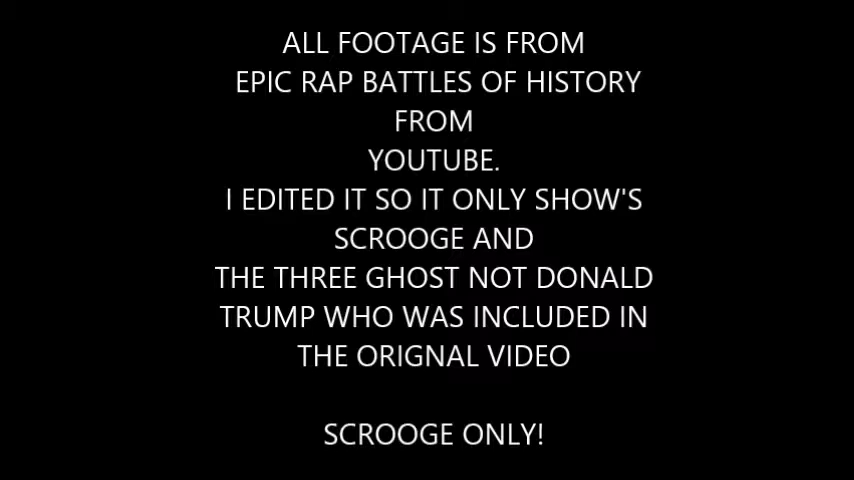 ALL FOOTAGE IS FROM
EPIC RAP BATTLES OF HISTORY
FROM
YOUTUBE.
I EDITED IT SO IT ONLY SHOW'S
SCROOGE AND
THE THREE GHOST NOT DONALD
TRUMP WHO WAS INCLUDED IN
THE ORIGNAL VIDEO
SCROOGE ONLY!